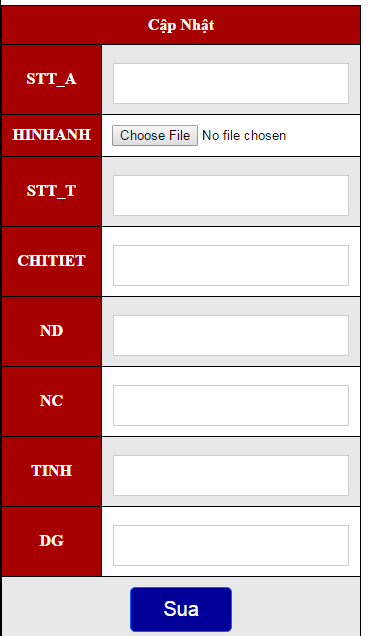 Cập Nhật
STT_A
HINHANH Choose File No file chosen
STT_T
CHITIET
ND
NC
TINH
DG
Sua